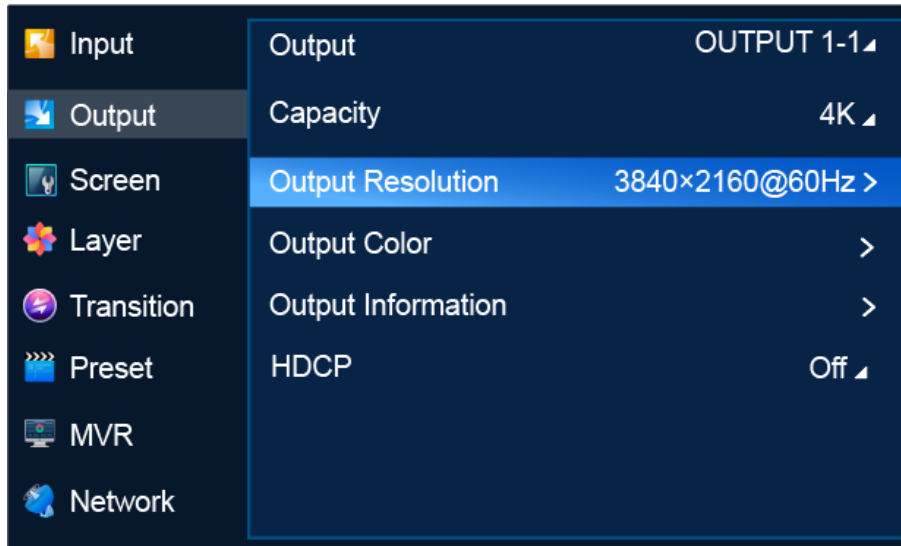 Input
Output
Screen
Layer
Transition
Preset
MVR
Network
Output OUTPUT 1-1
Capacity 4K
Output Resolution 3840×2160@60Hz >
Output Color >
Output Information >
HDCP Off